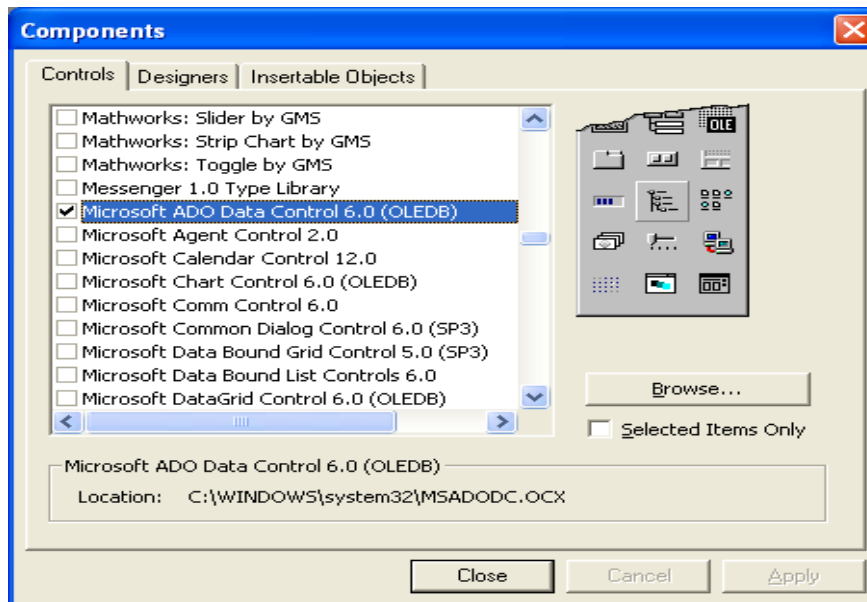 Components
Controls Designers Insertable Objects
Mathworks: Slider by GMS
Mathworks: Strip Chart by GMS
Mathworks: Toggle by GMS
Messenger 1.0 Type Library
Microsoft ADO Data Control 6.0 (OLEDB)
Microsoft Agent Control 2.0
Microsoft Calendar Control 12.0
Microsoft Chart Control 6.0 (OLEDB)
Microsoft Comm Control 6.0
Microsoft Common Dialog Control 6.0 (SP3)
Microsoft Data Bound Grid Control 5.0 (SP3)
Microsoft Data Bound List Controls 6.0
Microsoft DataGrid Control 6.0 (OLEDB)
OLE
Browse...
Selected Items Only
Microsoft ADO Data Control 6.0 (OLEDB)
Location: C:\WINDOWS\system32\MSADODC.OCX
Close Cancel Apply